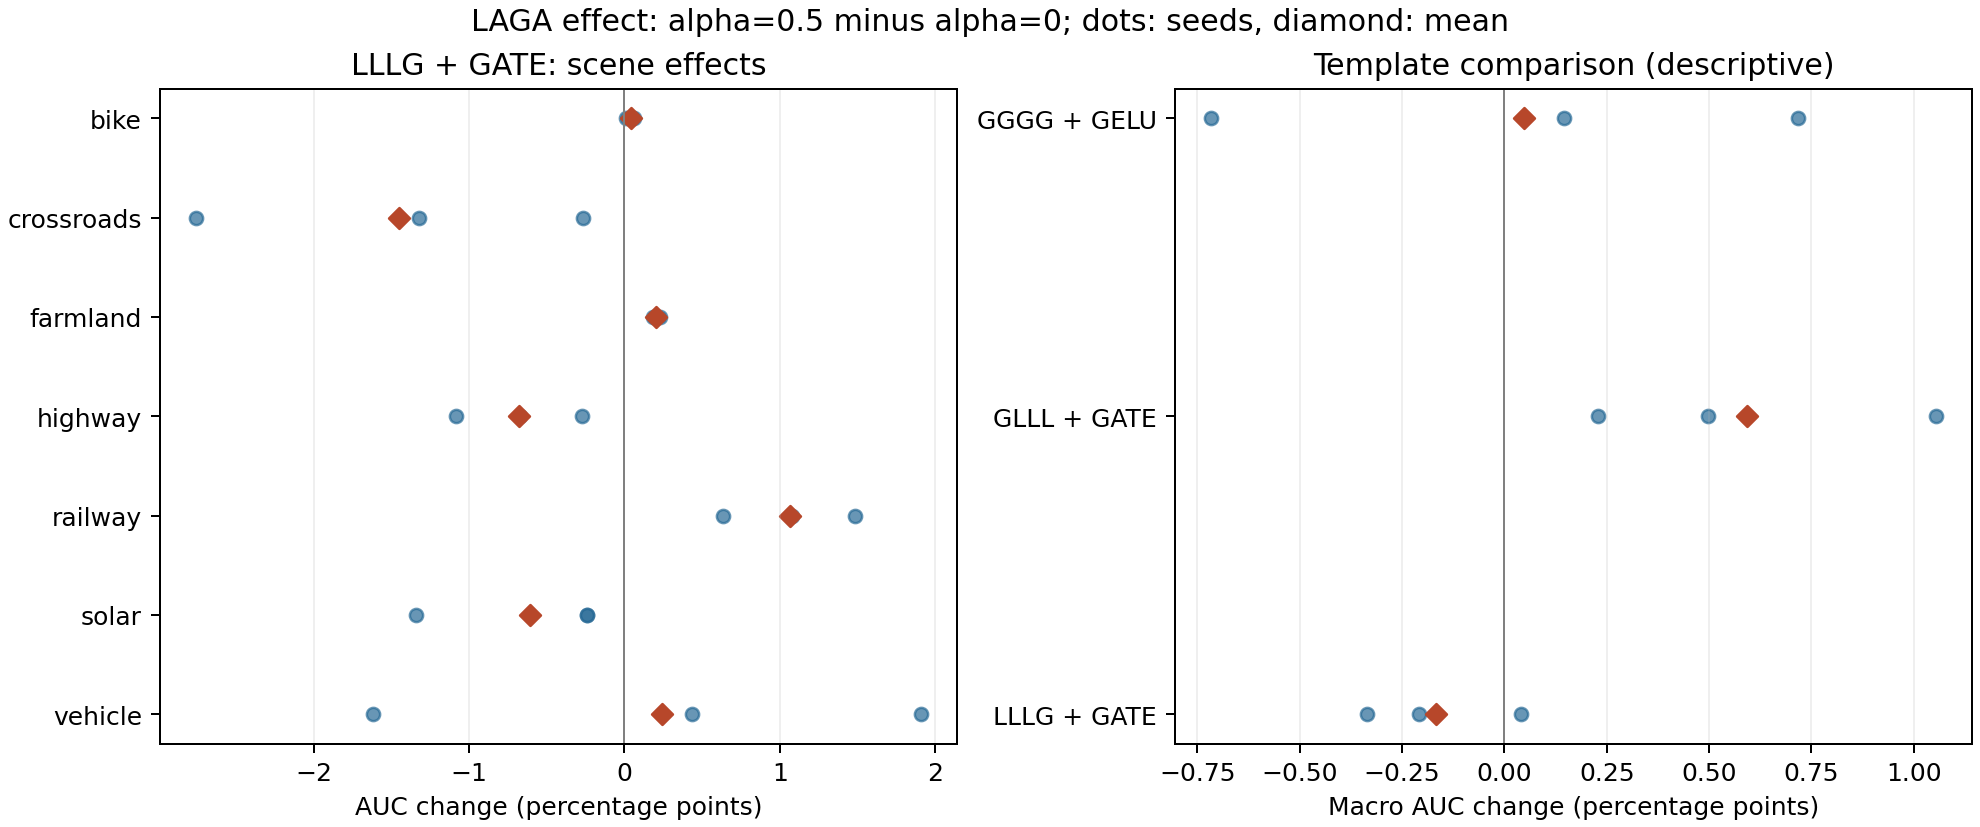 LAGA effect: alpha=0.5 minus alpha=0; dots: seeds, diamond: mean
LLLG + GATE: scene effects
bike
crossroads
farmland
highway
railway
solar
vehicle
−2 −1 0 1 2
AUC change (percentage points)
Template comparison (descriptive)
GGGG + GELU
GLLL + GATE
LLLG + GATE
−0.75 −0.50 −0.25 0.00 0.25 0.50 0.75 1.00
Macro AUC change (percentage points)